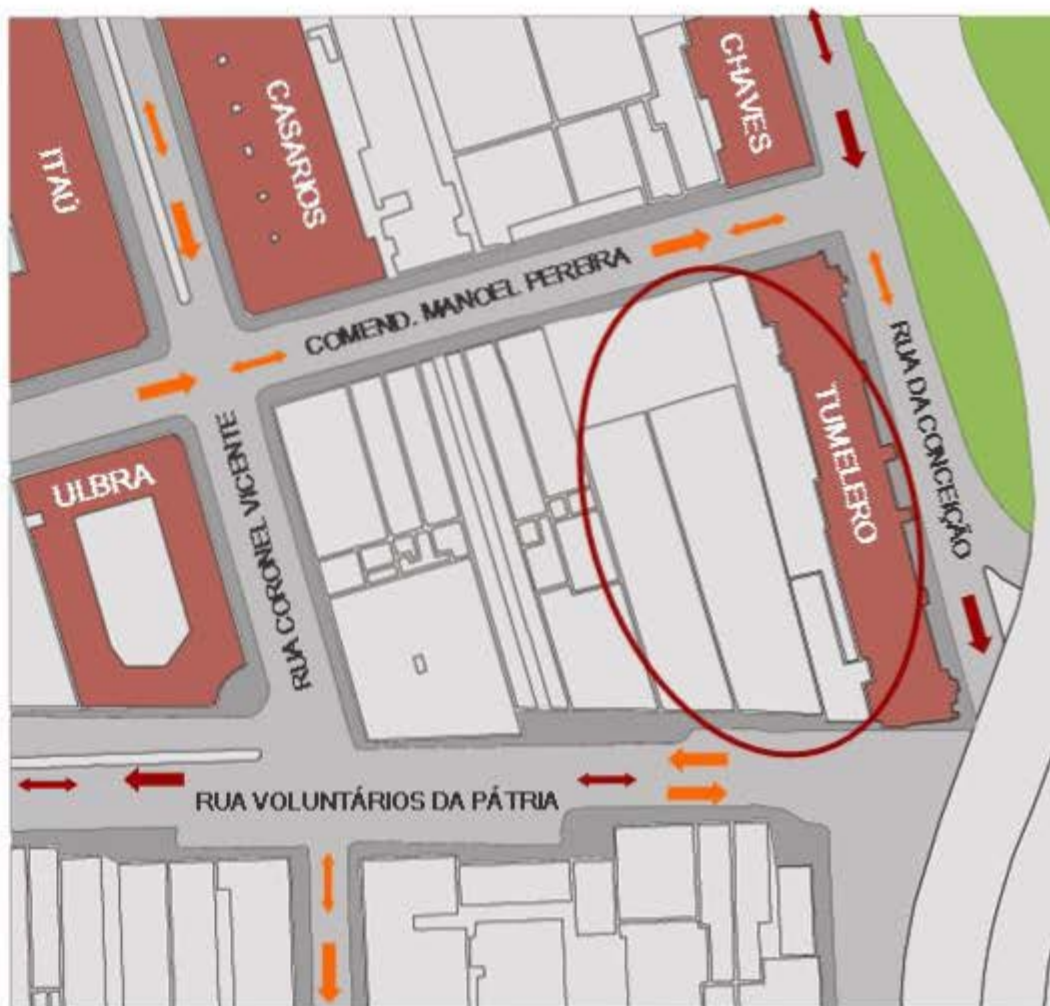 CHAVES
CASARIOS
ITAÚ
COMEND. MANOEL PEREIRA
RUA DA CONCEIÇÃO
TUMELERO
ULBRA
RUA CORONEL VICENTE
RUA VOLUNTÁRIOS DA PÁTRIA